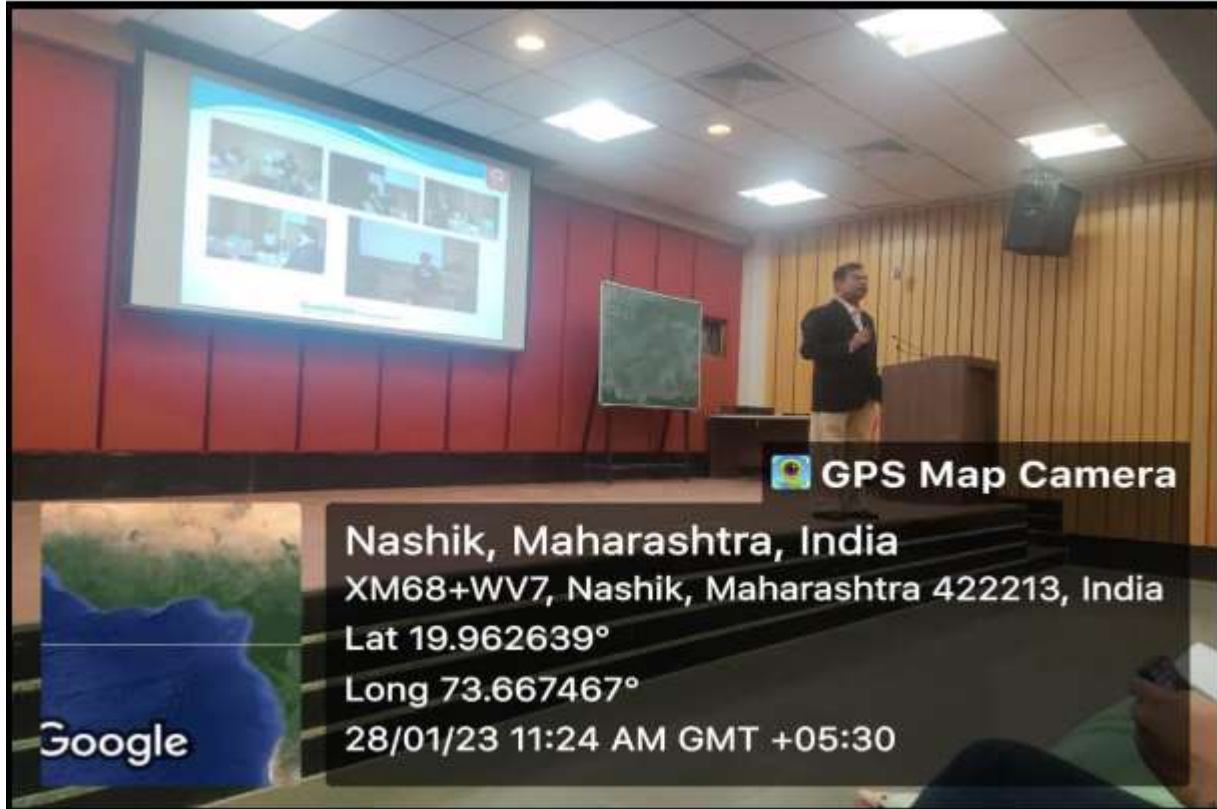 GPS Map Camera
Nashik, Maharashtra, India
XM68+WV7, Nashik, Maharashtra 422213, India
Lat 19.962639°
Long 73.667467°
28/01/23 11:24 AM GMT +05:30
Google